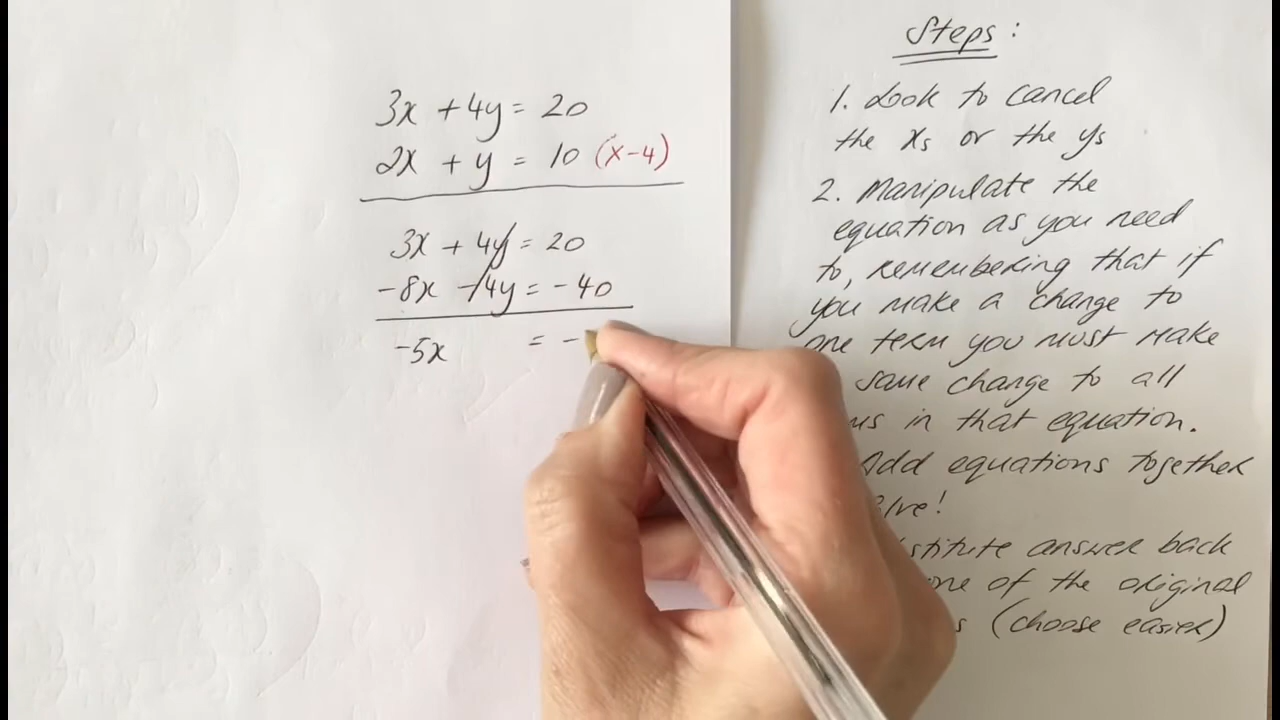 3x + 4y = 20
2x + y = 10 (x-4)
3x + 4y = 20
-8x - 4y = -40
-5x = -
Steps:
1. Look to cancel
the xs or the ys
2. Manipulate the
equation as you need
to, remembering that if
you make a change to
one term you must make
same change to all
in that equation.
Add equations together
substitute answer back
one of the original
(choose easier)